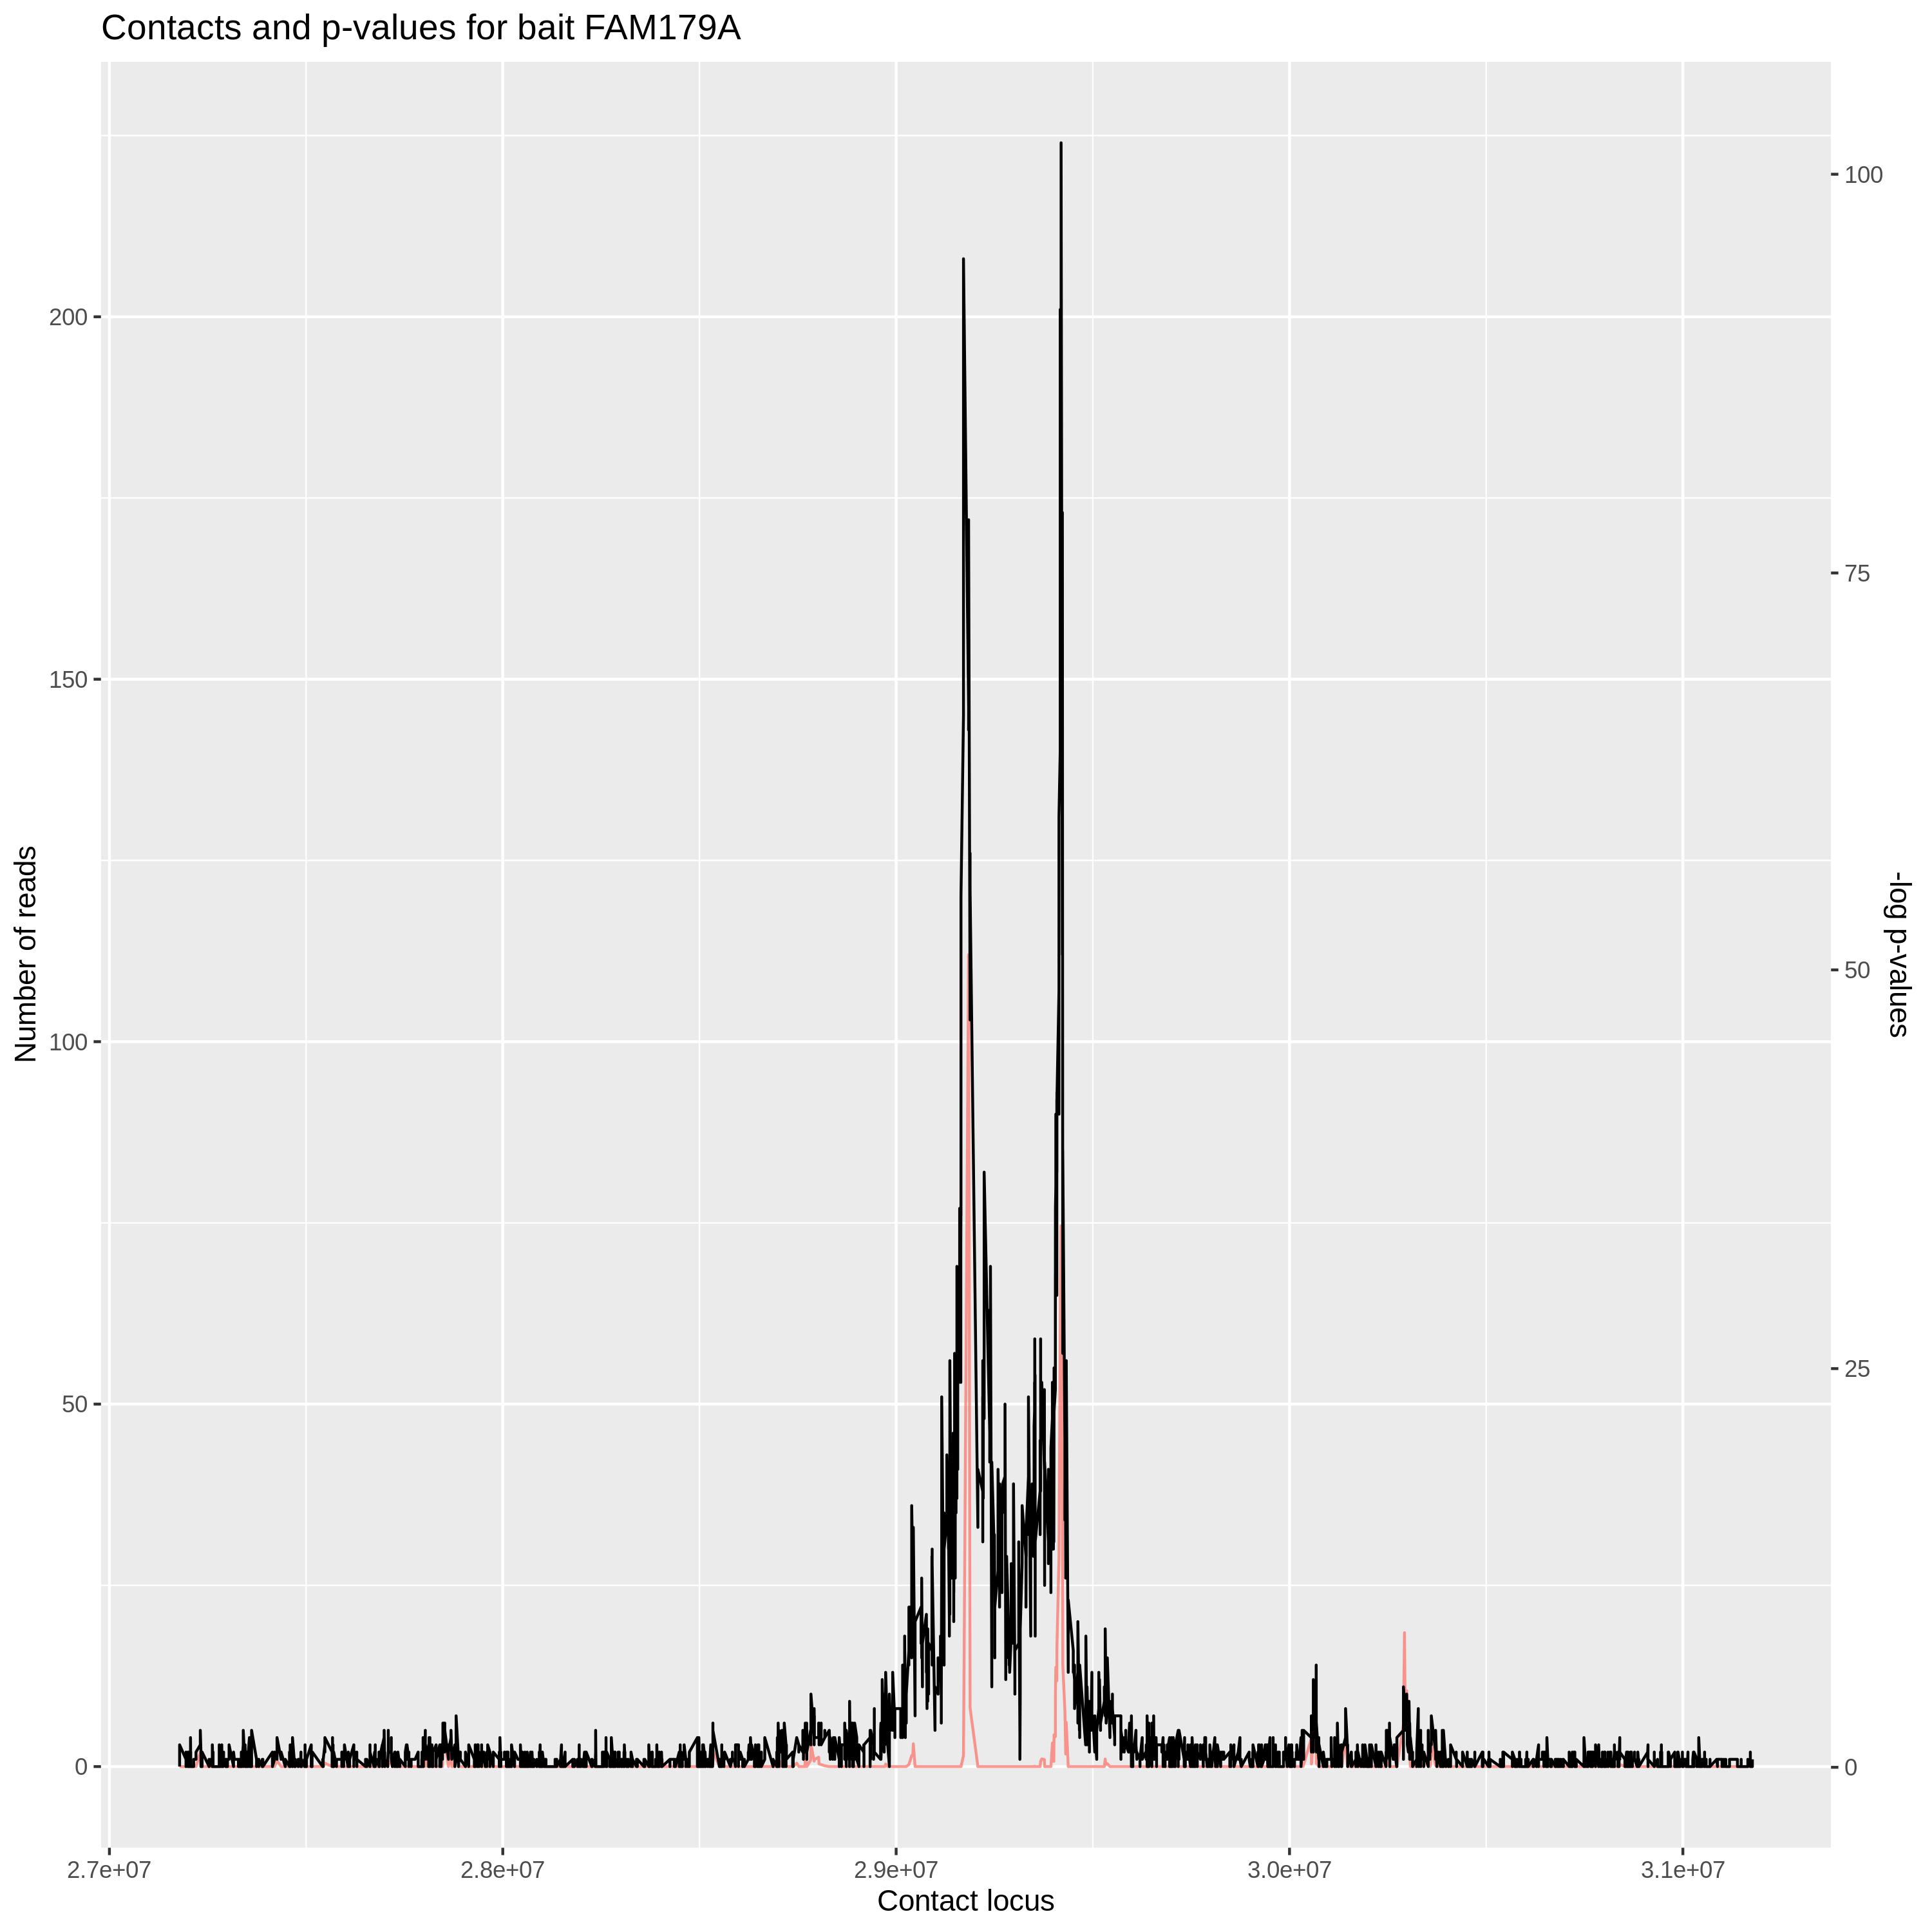 Contacts and p-values for bait FAM179A
Number of reads
200
150
100
50
0
100
75
50
25
0
-log p-values
2.7e+07
2.8e+07
2.9e+07
3.0e+07
3.1e+07
Contact locus